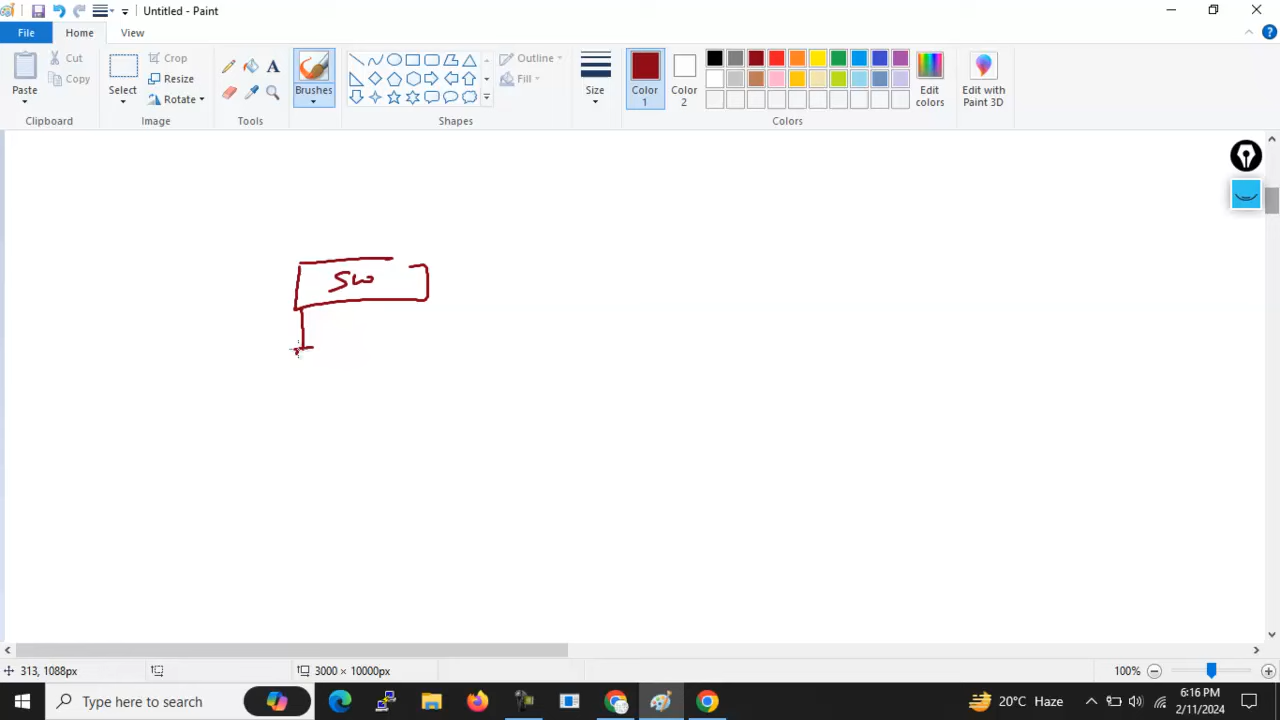 Untitled - Paint
File
Home
View
Paste
Cut
Copy
Clipboard
Select
Crop
Resize
Rotate
Image
A
Tools
Brushes
Outline
Fill
Shapes
Size
Color
1
Color
2
Edit
colors
Colors
Edit with
Paint 3D
SW
313, 1088px
3000 × 10000px
100%
Type here to search
20°C Haze
6:16 PM
2/11/2024